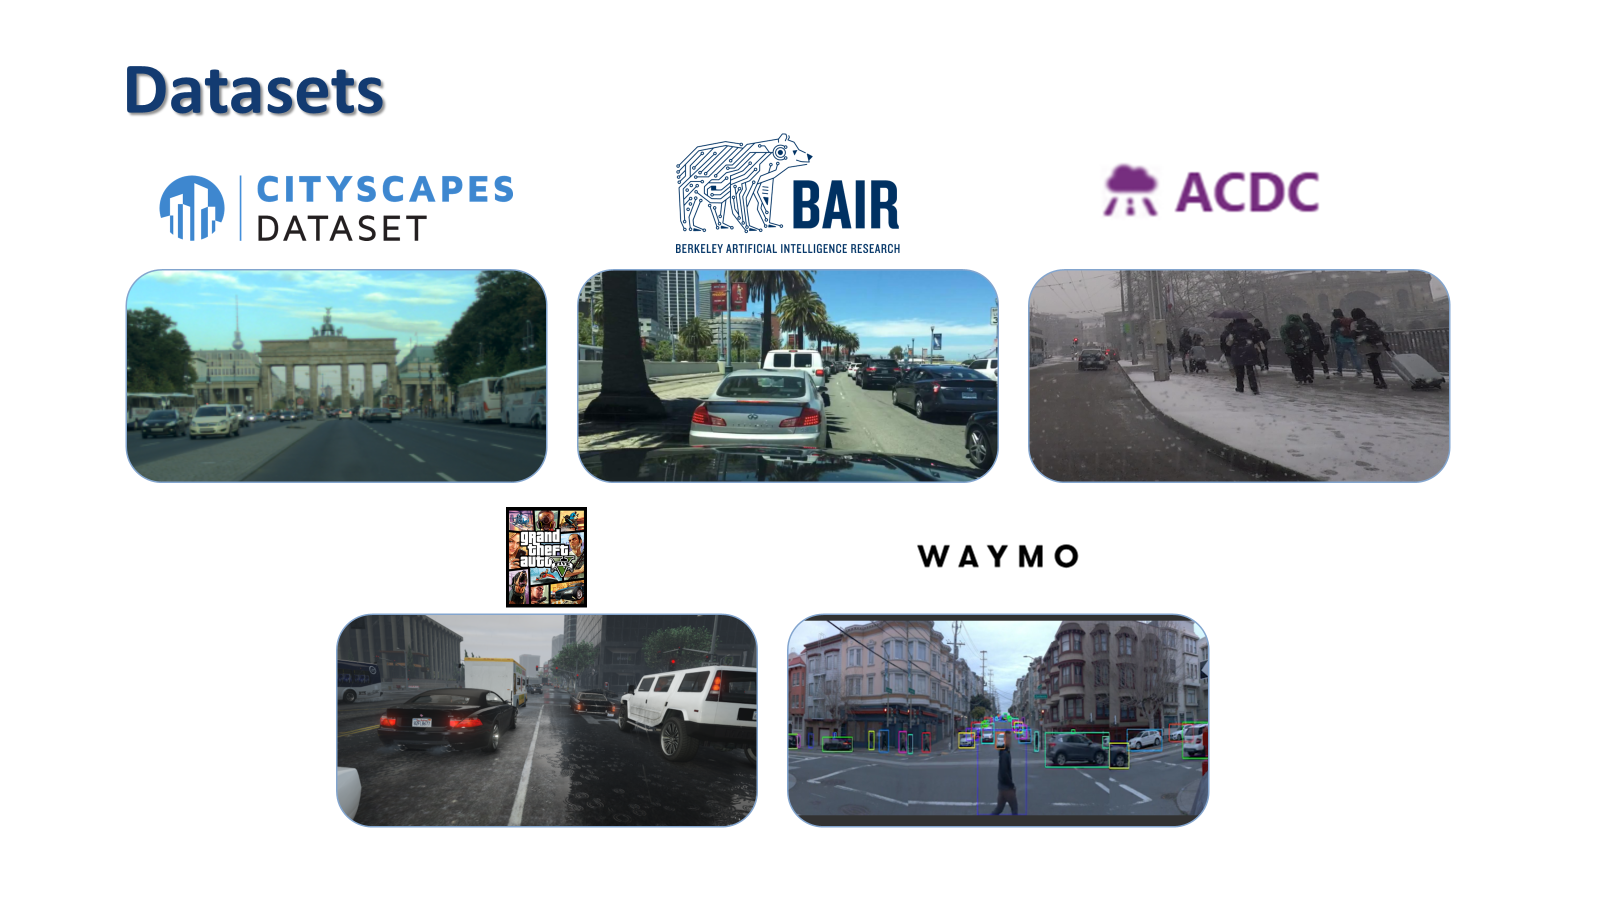 Datasets
CITYSCAPES
DATASET
BAIR
BERKELEY ARTIFICIAL INTELLIGENCE RESEARCH
ACDC
grand
theft
auto
V
WAYMO